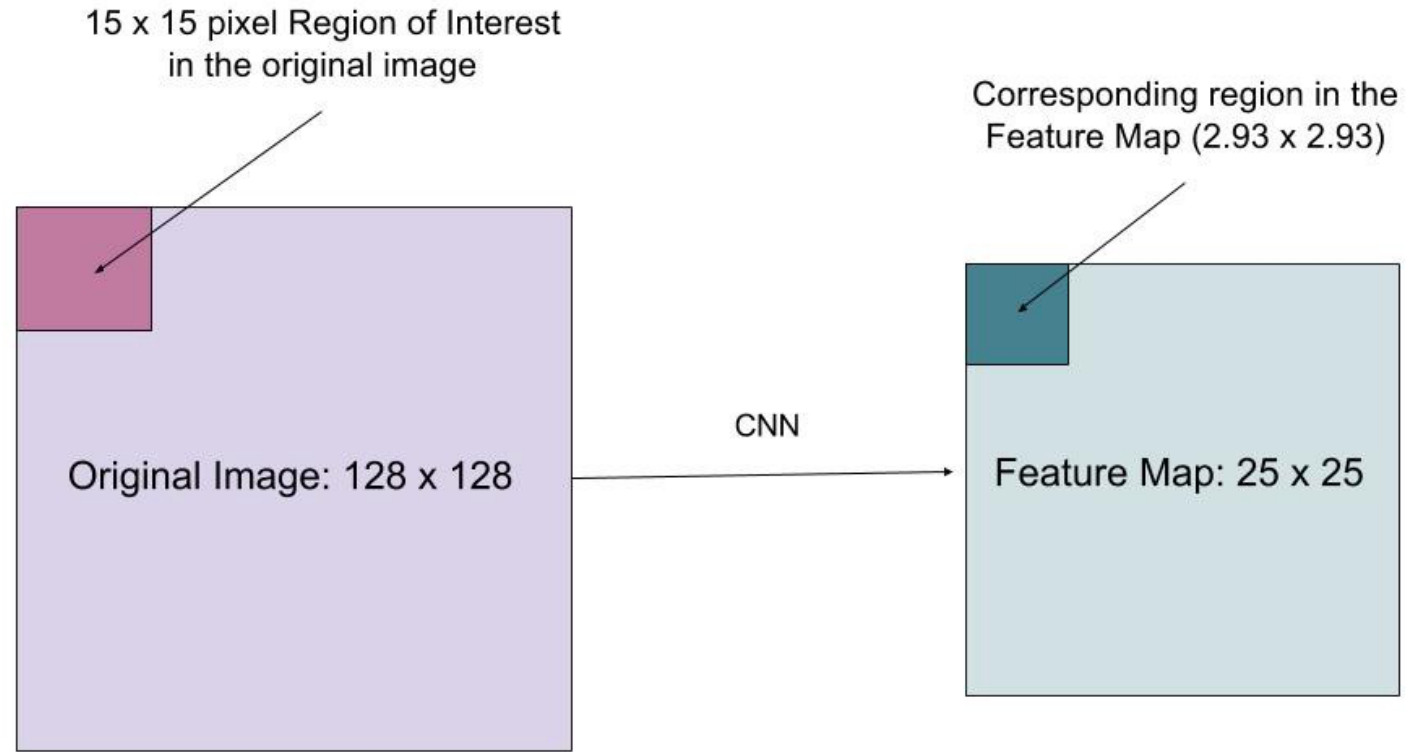 15 x 15 pixel Region of Interest
in the original image
Corresponding region in the
Feature Map (2.93 x 2.93)
CNN
Original Image: 128 x 128
Feature Map: 25 x 25